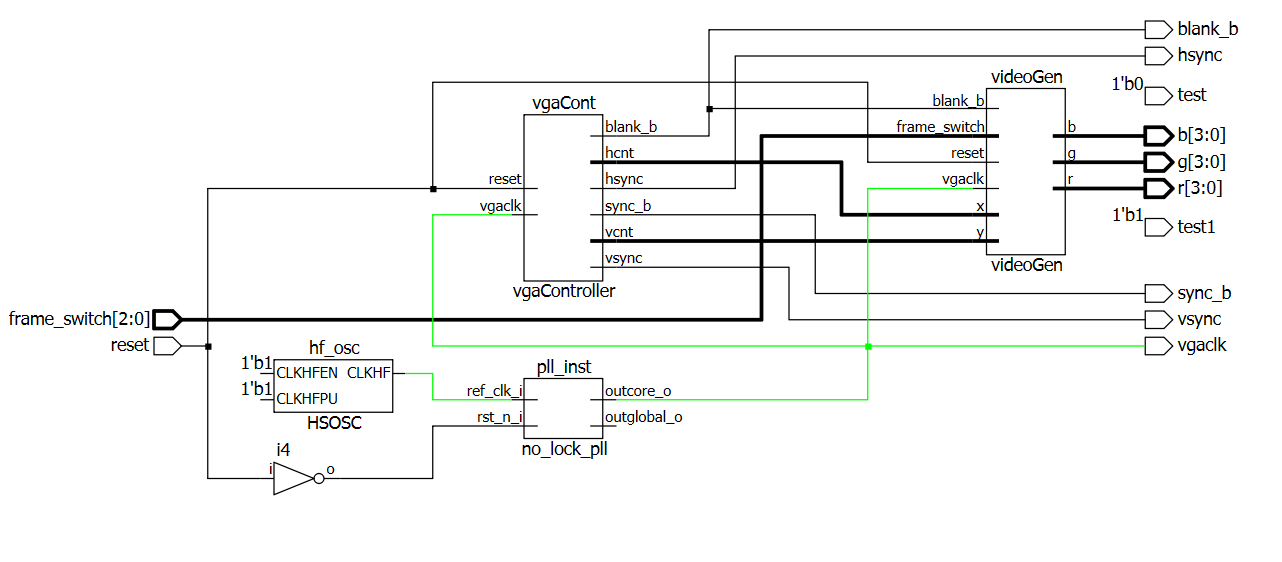 blank_b
hsync
1'b0
test
b[3:0]
g[3:0]
r[3:0]
1'b1
test1
sync_b
vsync
vgaclk
videoGen
blank_b
frame_switch
reset
vgaclk
x
y
b
g
r
videoGen
vgaCont
reset
vgaclk
blank_b
hcnt
hsync
sync_b
vcnt
vsync
vgaController
frame_switch[2:0]
reset
hf_osc
1'b1
CLKHFEN CLKHF
1'b1
CLKHFPU
HSOSC
pll_inst
ref_clk_i
rst_n_i
outcore_o
outglobal_o
no_lock_pll
i4
i
o